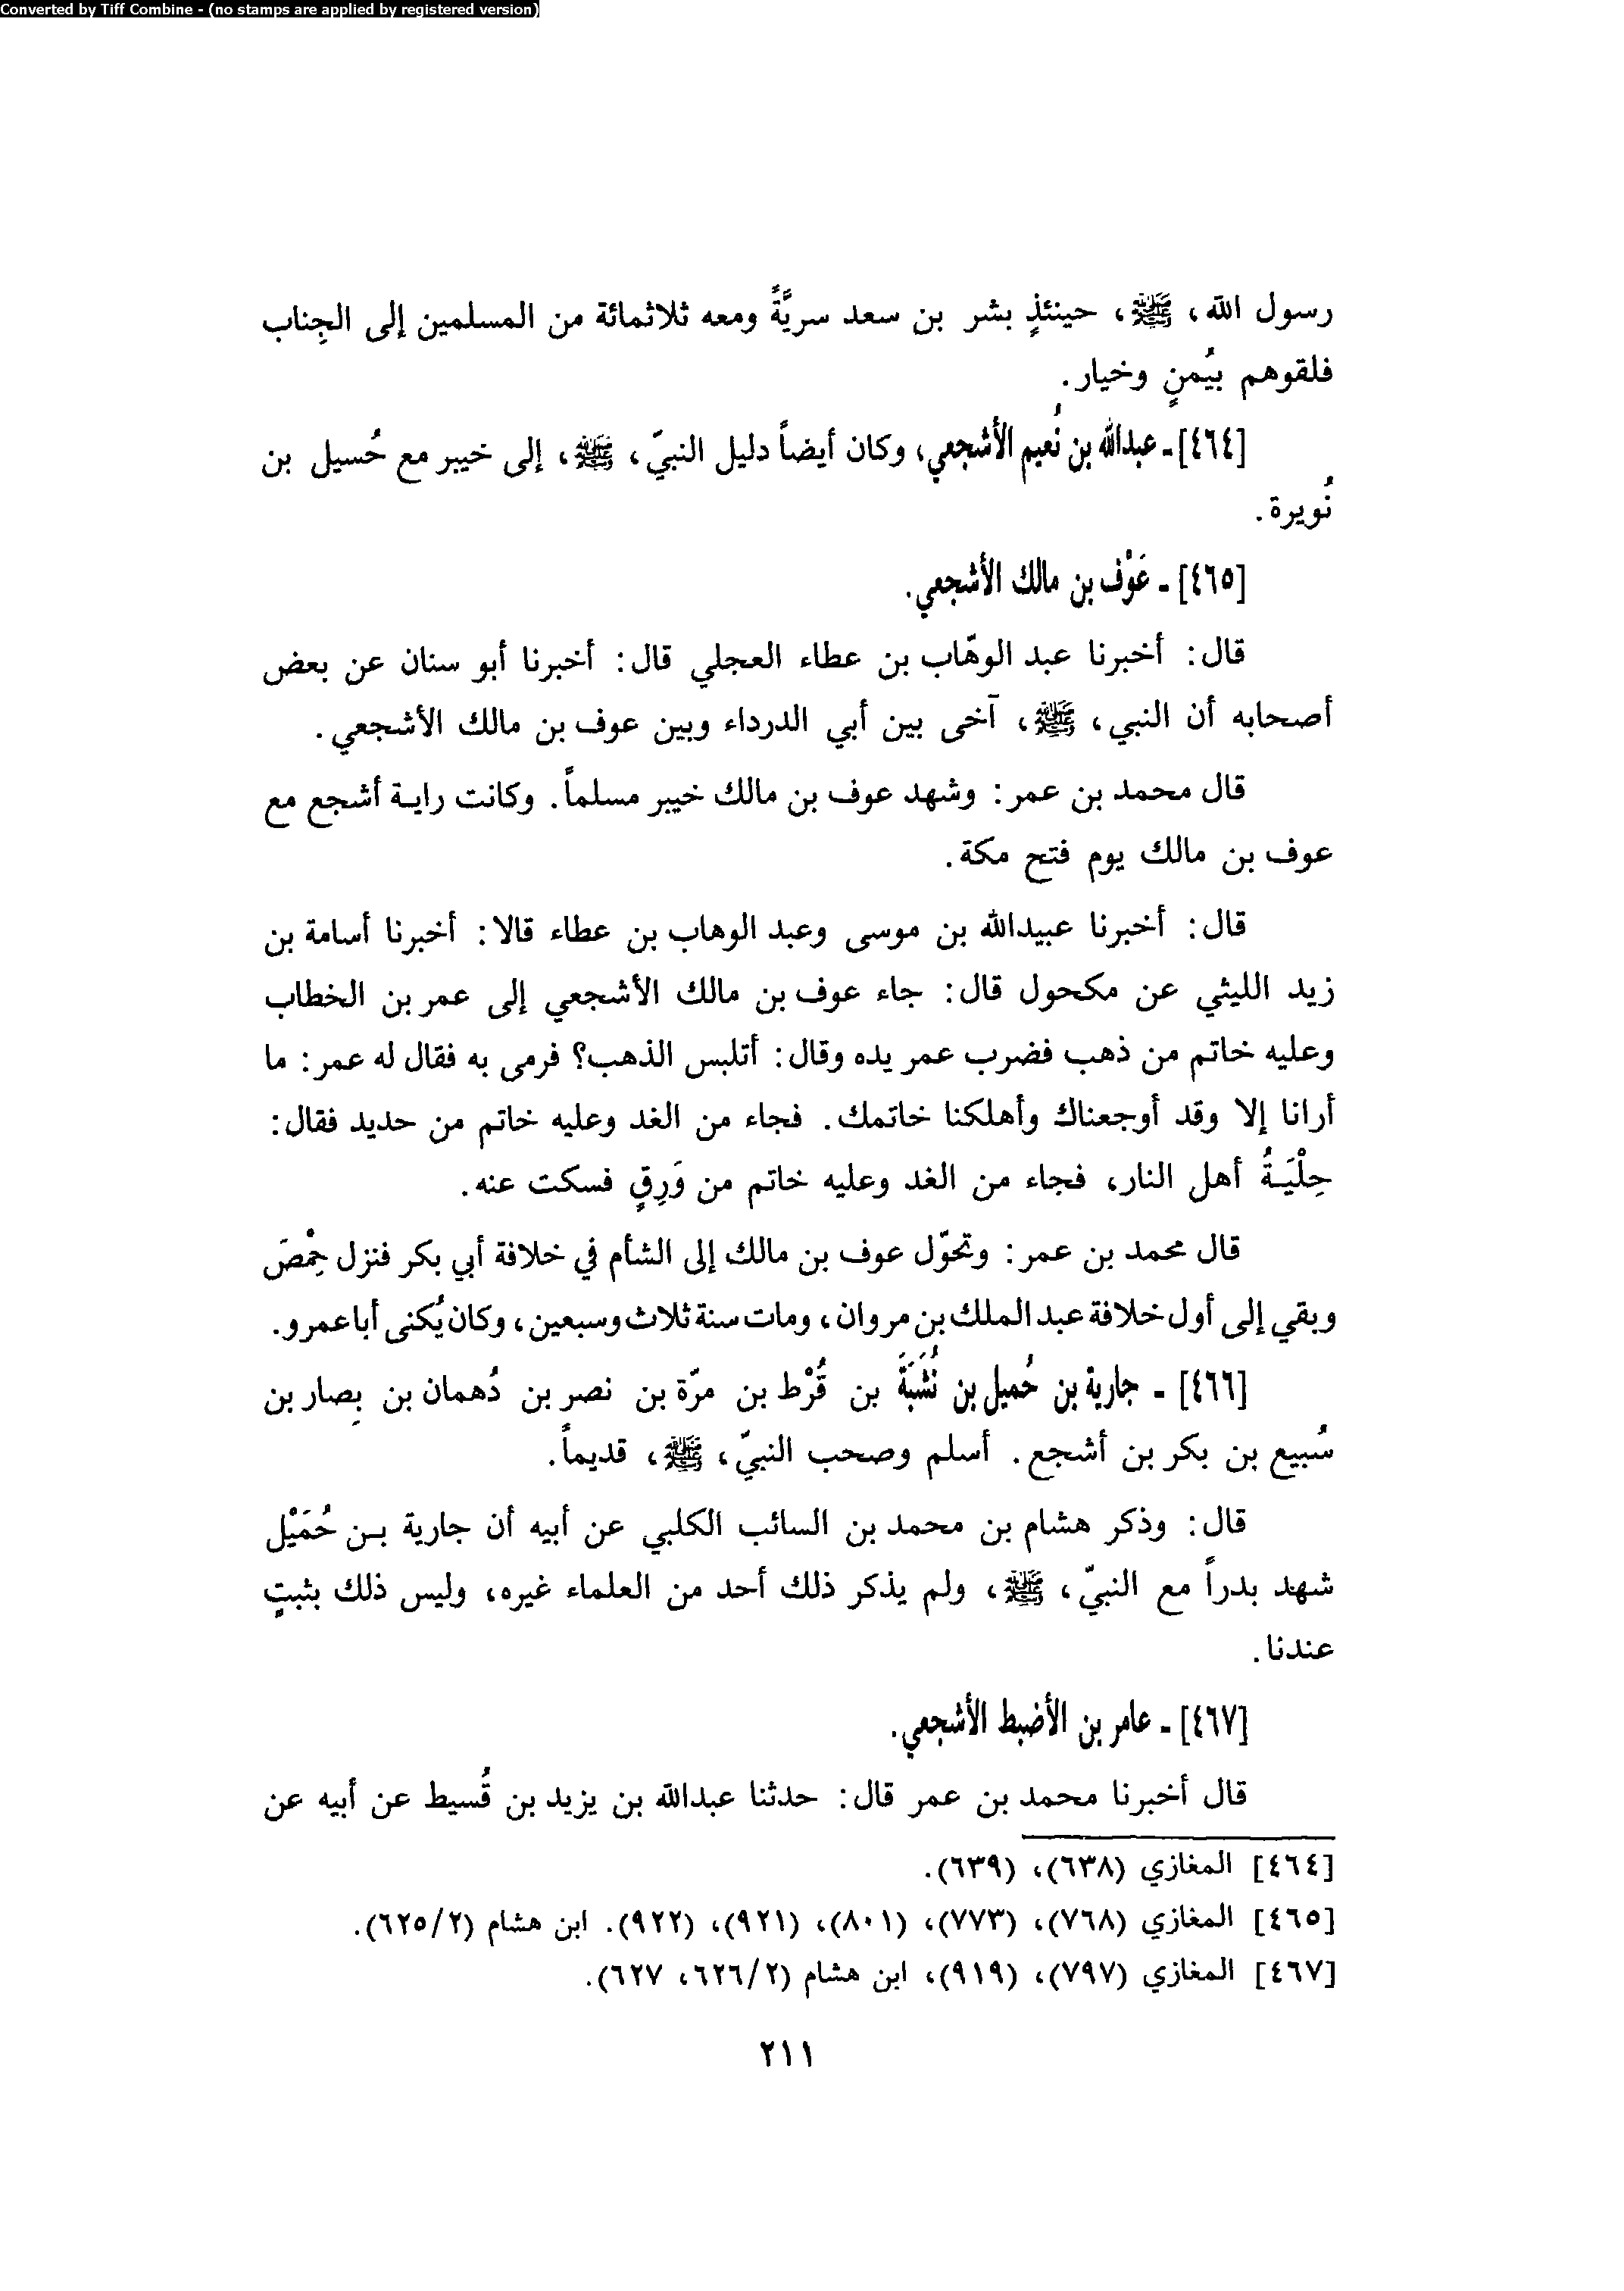 Converted by Tiff Combine - (no stamps are applied by registered version)
رسول الله، ﷺ، حينئذٍ بشر بن سعد سريَّةً ومعه ثلاثمائة من المسلمين إلى الجِناب
فلقوهم بيُمنٍ وخيار.
[٤٦٤] ـ عبدالله بن نُعيم الأشجعي، وكان أيضاً دليل النبيّ، ﷺ، إلى خيبر مع حُسيل بن
نُويرة.
[٤٦٥] ـ عَوْف بن مالك الأشجعي.
قال: أخبرنا عبد الوهّاب بن عطاء العجلي قال: أخبرنا أبو سنان عن بعض
أصحابه أن النبي، ﷺ، آخى بين أبي الدرداء وبين عوف بن مالك الأشجعي.
قال محمد بن عمر: وشهد عوف بن مالك خيبر مسلماً. وكانت راية أشجع مع
عوف بن مالك يوم فتح مكة.
قال: أخبرنا عبيدالله بن موسى وعبد الوهاب بن عطاء قالا: أخبرنا أسامة بن
زيد الليثي عن مكحول قال: جاء عوف بن مالك الأشجعي إلى عمر بن الخطاب
وعليه خاتم من ذهب فضرب عمر يده وقال: أتلبس الذهب؟ فرمى به فقال له عمر: ما
أرانا إلا وقد أوجعناك وأهلكنا خاتمك. فجاء من الغد وعليه خاتم من حديد فقال:
حِلْيَةُ أهل النار، فجاء من الغد وعليه خاتم من وَرِقٍ فسكت عنه.
قال محمد بن عمر: وتحوّل عوف بن مالك إلى الشأم في خلافة أبي بكر فنزل حِمْصَ
وبقي إلى أول خلافة عبد الملك بن مروان، ومات سنة ثلاث وسبعين، وكان يُكنى أبا عمرو.
[٤٦٦] ـ جارية بن حُميل بن نُشَبَةَ بن قُرْط بن مرّة بن نصر بن دُهمان بن بِصار بن
سُبيع بن بكر بن أشجع. أسلم وصحب النبيّ، ﷺ، قديماً.
قال: وذكر هشام بن محمد بن السائب الكلبي عن أبيه أن جارية بن حُمَيْل
شهد بدراً مع النبيّ، ﷺ، ولم يذكر ذلك أحد من العلماء غيره، وليس ذلك بثبتٍ
عندنا.
[٤٦٧] ـ عامر بن الأضبط الأشجعي.
قال أخبرنا محمد بن عمر قال: حدثنا عبدالله بن يزيد بن قُسيط عن أبيه عن
[٤٦٤] المغازي (٦٣٨)، (٦٣٩).
[٤٦٥] المغازي (٧٦٨)، (٧٧٣)، (٨٠١)، (٩٢١)، (٩٢٢). ابن هشام (٦٢٥/٢).
[٤٦٧] المغازي (٧٩٧)، (٩١٩)، ابن هشام (٦٢٦/٢، ٦٢٧).
٢١١